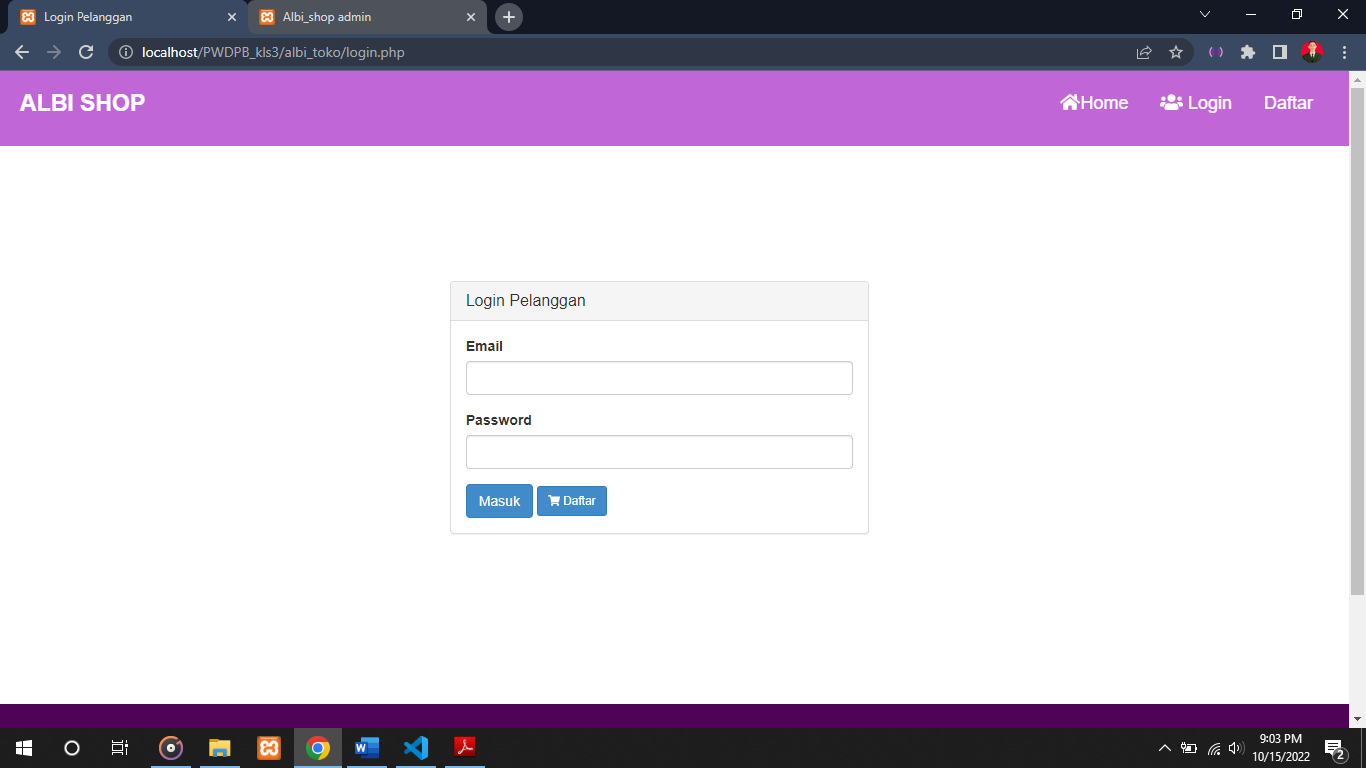 Login Pelanggan
Albi_shop admin
localhost/PWDPB_kls3/albi_toko/login.php
ALBI SHOP
Home
Login
Daftar
Login Pelanggan
Email
Password
Masuk
Daftar
9:03 PM
10/15/2022
2